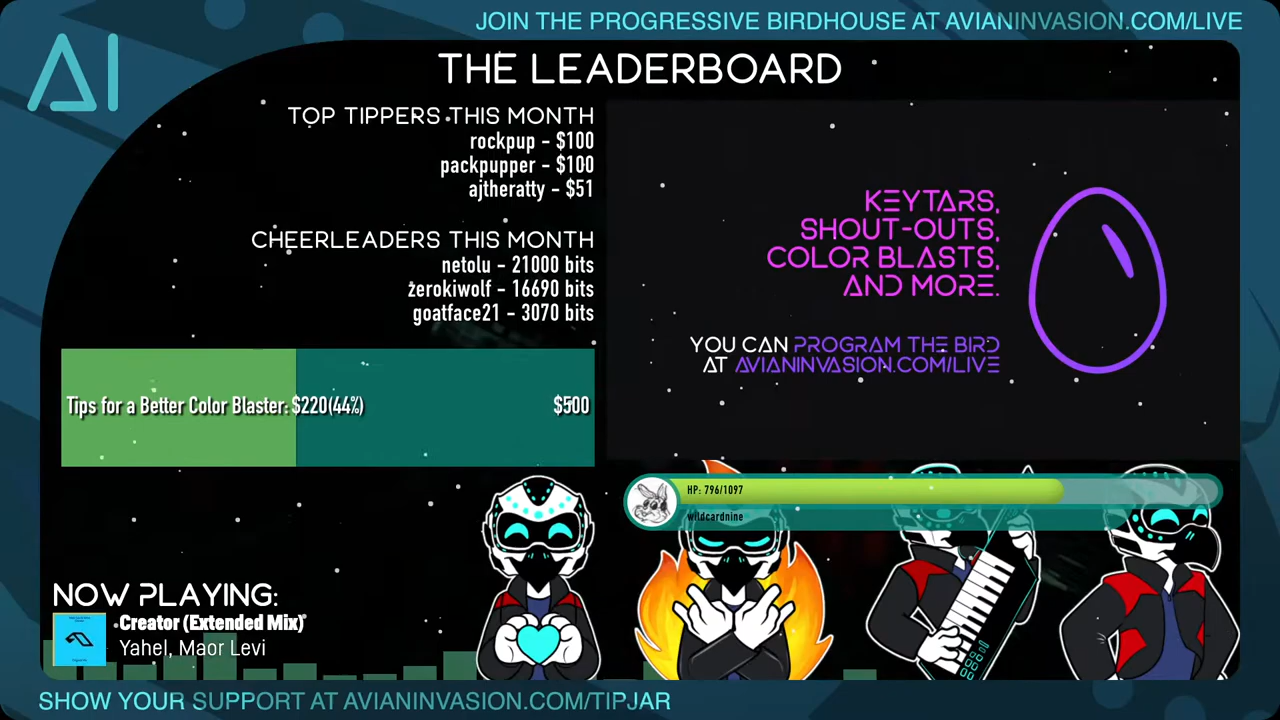 JOIN THE PROGRESSIVE BIRDHOUSE AT AVIANINVASION.COM/LIVE
AI
THE LEADERBOARD
TOP TIPPERS THIS MONTH
rockpup - $100
packpupper - $100
ajtheratty - $51
CHEERLEADERS THIS MONTH
netolu - 21000 bits
zerokiwolf - 16690 bits
goatface21 - 3070 bits
KEYTARS,
SHOUT-OUTS,
COLOR BLASTS,
AND MORE.
YOU CAN PROGRAM THE BIRD
AT AVIANINVASION.COM/LIVE
Tips for a Better Color Blaster: $220(44%) $500
HP: 796/1097
wildcardnine
NOW PLAYING:
Creator (Extended Mix)
Yahel, Maor Levi
SHOW YOUR SUPPORT AT AVIANINVASION.COM/TIPJAR